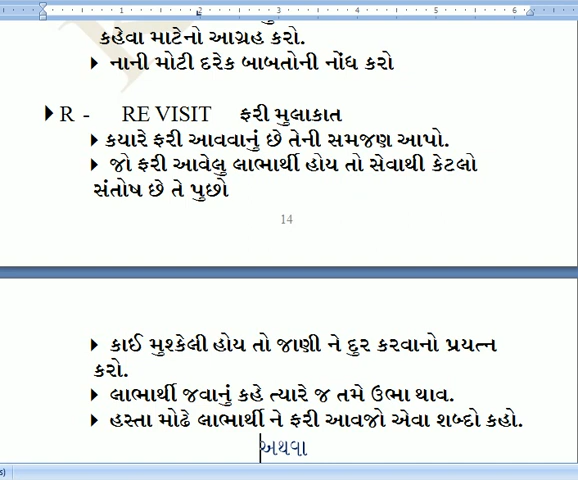 કહેવા માટેનો આગ્રહ કરો.
નાની મોટી દરેક બાબતોની નોંધ કરો
R - RE VISIT ફરી મુલાકાત
કયારે ફરી આવવાનું છે તેની સમજણ આપો.
જો ફરી આવેલુ લાભાર્થી હોય તો સેવાથી કેટલો
સંતોષ છે તે પુછો
14
કાઈ મુશ્કેલી હોય તો જાણી ને દુર કરવાનો પ્રયત્ન
કરો.
લાભાર્થી જવાનું કહે ત્યારે જ તમે ઉભા થાવ.
હસ્તા મોઢે લાભાર્થી ને ફરી આવજો એવા શબ્દો કહો.
અથવા